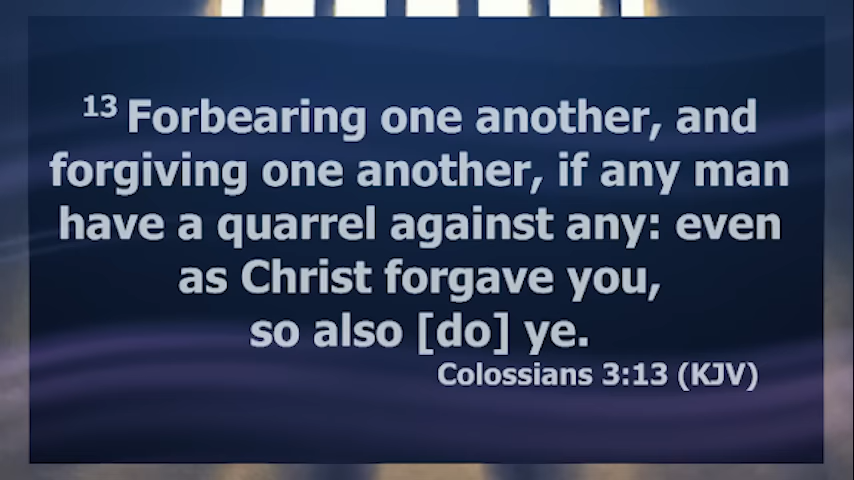 13 Forbearing one another, and
forgiving one another, if any man
have a quarrel against any: even
as Christ forgave you,
so also [do] ye.
Colossians 3:13 (KJV)